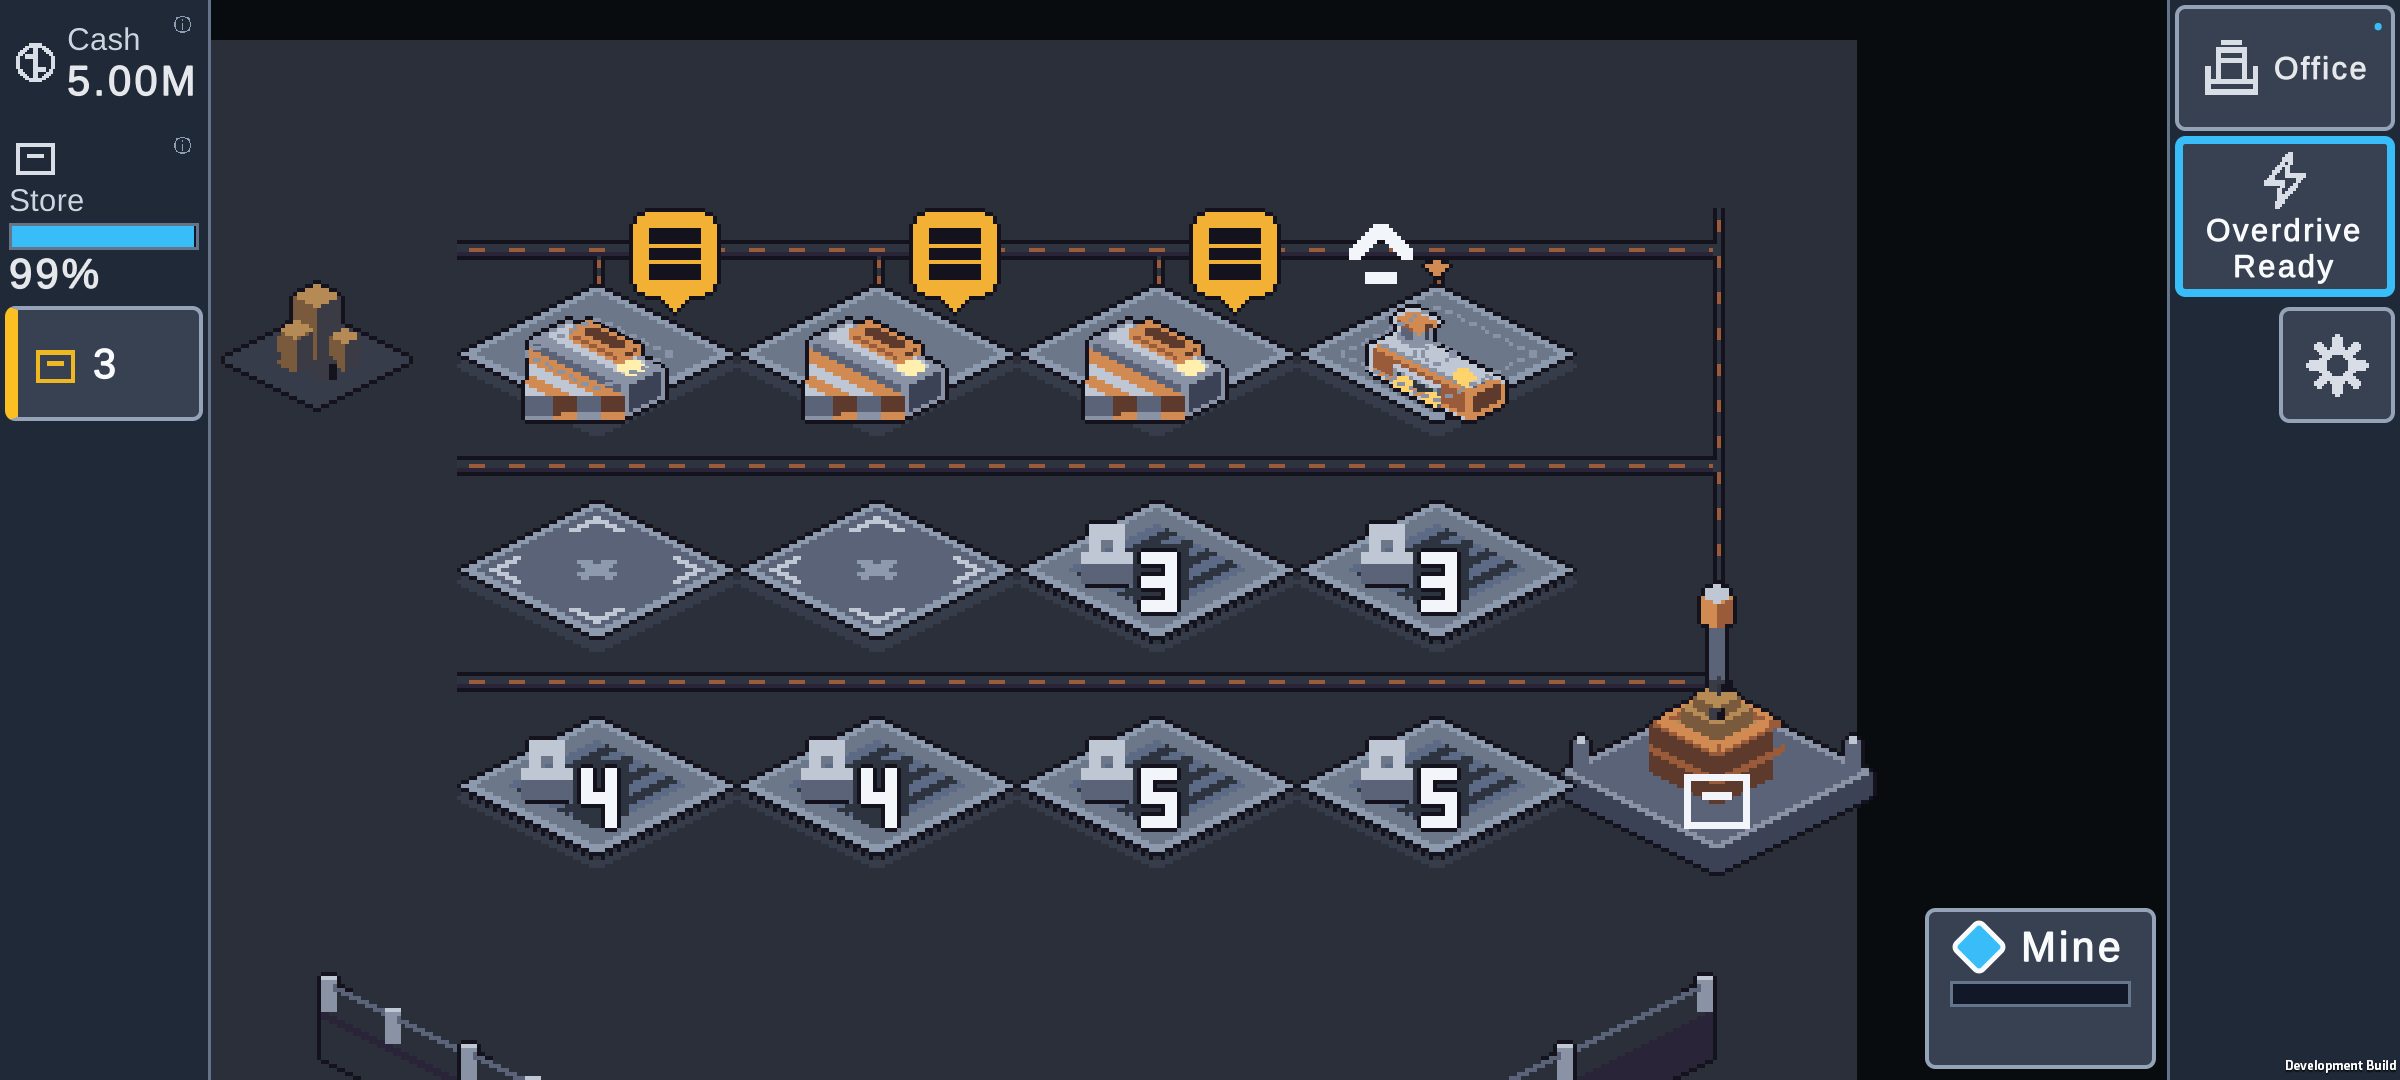 Cash
5.00M
Store
99%
3
Office
Overdrive
Ready
3
3
4
4
5
5
Mine
Development Build